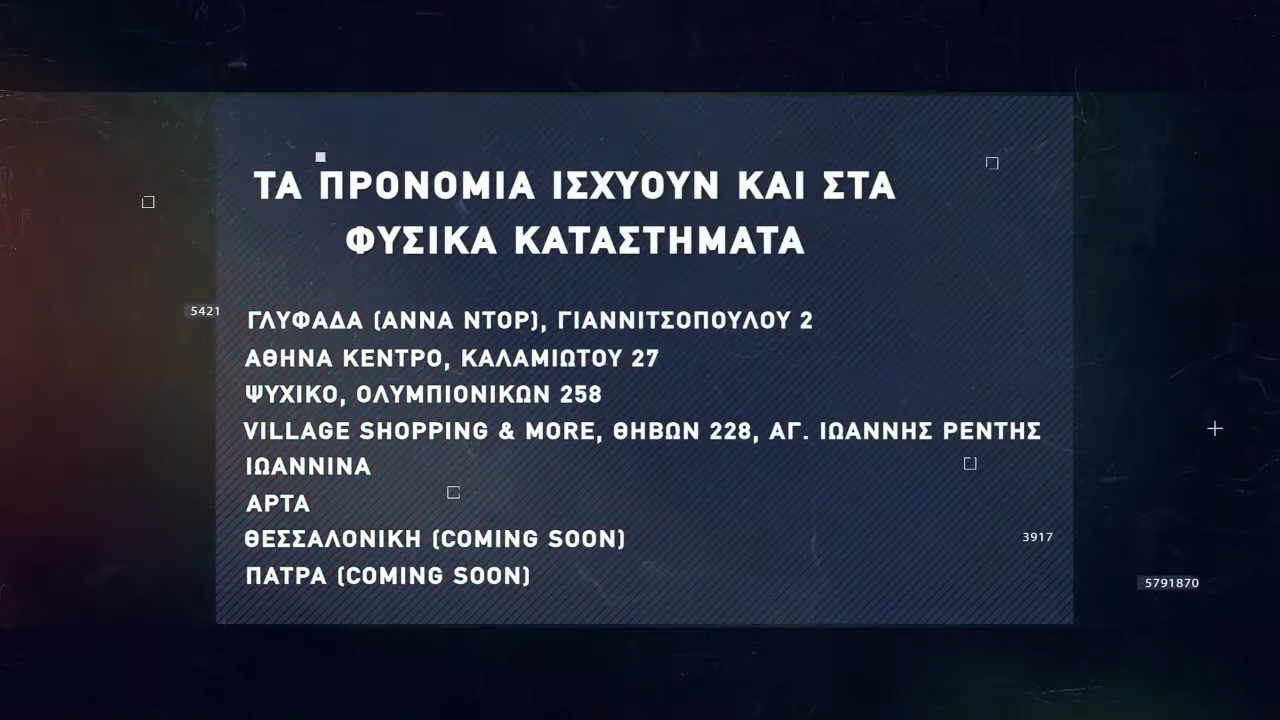 ΤΑ ΠΡΟΝΟΜΙΑ ΙΣΧΥΟΥΝ ΚΑΙ ΣΤΑ
ΦΥΣΙΚΑ ΚΑΤΑΣΤΗΜΑΤΑ
5421
ΓΛΥΦΑΔΑ (ΑΝΝΑ ΝΤΟΡ), ΓΙΑΝΝΙΤΣΟΠΟΥΛΟΥ 2
ΑΘΗΝΑ ΚΕΝΤΡΟ, ΚΑΛΑΜΙΩΤΟΥ 27
ΨΥΧΙΚΟ, ΟΛΥΜΠΙΟΝΙΚΩΝ 258
VILLAGE SHOPPING & MORE, ΘΗΒΩΝ 228, ΑΓ. ΙΩΑΝΝΗΣ ΡΕΝΤΗΣ
ΙΩΑΝΝΙΝΑ
ΑΡΤΑ
ΘΕΣΣΑΛΟΝΙΚΗ (COMING SOON)
3917
ΠΑΤΡΑ (COMING SOON)
5791870